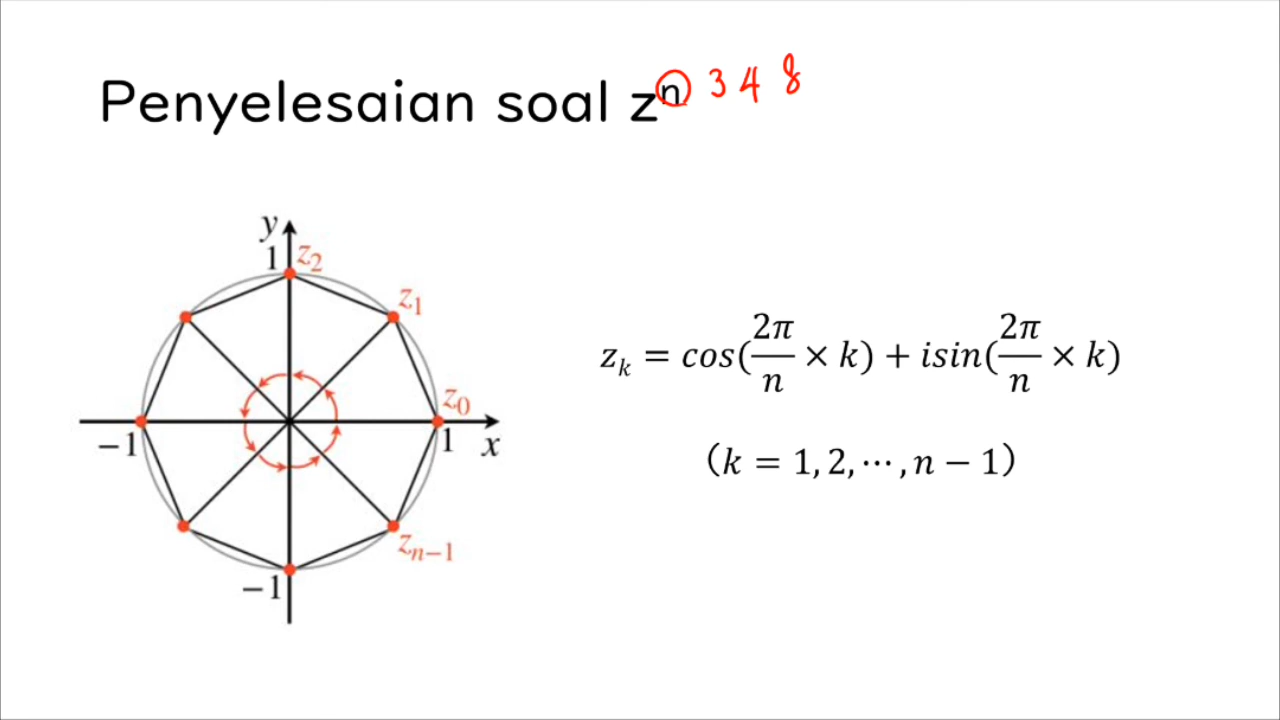 Penyelesaian soal zⁿ 3 4 8
y
1 z₂
z₁
z₀
−1 1 x
zₙ₋₁
−1
zₖ = cos(2π/n × k) + isin(2π/n × k)
(k = 1, 2, ⋯, n − 1)